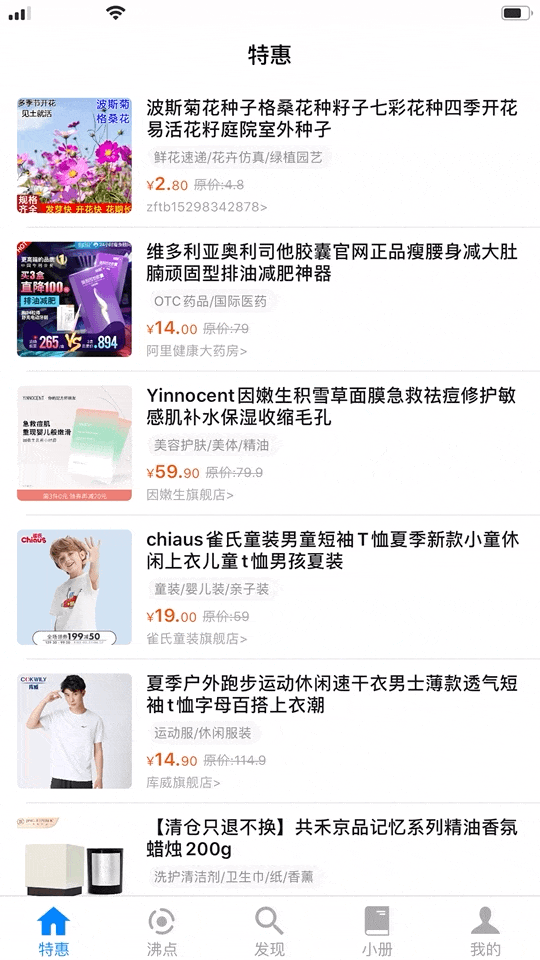 特惠
多季节开花
见土就活
波斯菊
格桑花
规格
齐全
发芽快 开花快 花期长
波斯菊花种子格桑花种籽子七彩花种四季开花
易活花籽庭院室外种子
鲜花速递/花卉仿真/绿植园艺
¥2.80 原价:4.8
zftb15298342878>
买3盒
直降100
排油减肥
265 VS 894
维多利亚奥利司他胶囊官网正品瘦腰身减大肚
腩顽固型排油减肥神器
OTC药品/国际医药
¥14.00 原价:79
阿里健康大药房>
YINNOCENT
急救痘肌
重现婴儿般嫩滑
Yinnocent因嫩生积雪草面膜急救祛痘修护敏
感肌补水保湿收缩毛孔
美容护肤/美体/精油
¥59.90 原价:79.9
因嫩生旗舰店>
雀氏
Chiaus
全场领券199减50
chiaus雀氏童装男童短袖T恤夏季新款小童休
闲上衣儿童t恤男孩夏装
童装/婴儿装/亲子装
¥19.00 原价:59
雀氏童装旗舰店>
COKWILY
库威
夏季户外跑步运动休闲速干衣男士薄款透气短
袖t恤字母百搭上衣潮
运动服/休闲服装
¥14.90 原价:114.9
库威旗舰店>
【清仓只退不换】共禾京品记忆系列精油香氛
蜡烛200g
洗护清洁剂/卫生巾/纸/香薰
特惠
沸点
发现
小册
我的